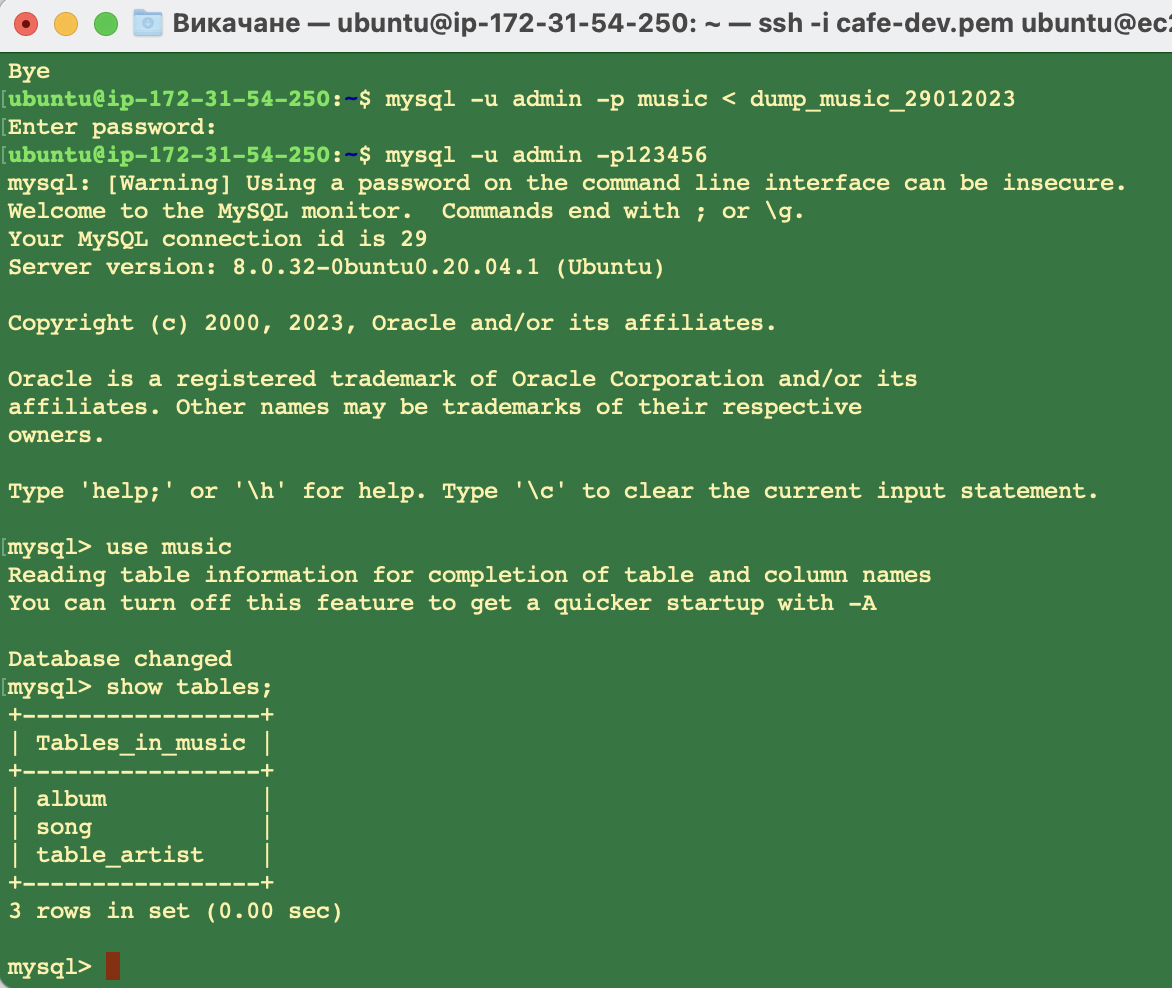 Викачане — ubuntu@ip-172-31-54-250: ~ — ssh -i cafe-dev.pem ubuntu@ec2
Bye
[ubuntu@ip-172-31-54-250:~$ mysql -u admin -p music < dump_music_29012023
[Enter password:
[ubuntu@ip-172-31-54-250:~$ mysql -u admin -p123456
mysql: [Warning] Using a password on the command line interface can be insecure.
Welcome to the MySQL monitor.  Commands end with ; or \g.
Your MySQL connection id is 29
Server version: 8.0.32-0buntu0.20.04.1 (Ubuntu)
Copyright (c) 2000, 2023, Oracle and/or its affiliates.
Oracle is a registered trademark of Oracle Corporation and/or its
affiliates. Other names may be trademarks of their respective
owners.
Type 'help;' or '\h' for help. Type '\c' to clear the current input statement.
[mysql> use music
Reading table information for completion of table and column names
You can turn off this feature to get a quicker startup with -A
Database changed
[mysql> show tables;
+-----------------+
| Tables_in_music |
+-----------------+
| album           |
| song            |
| table_artist    |
+-----------------+
3 rows in set (0.00 sec)
mysql>